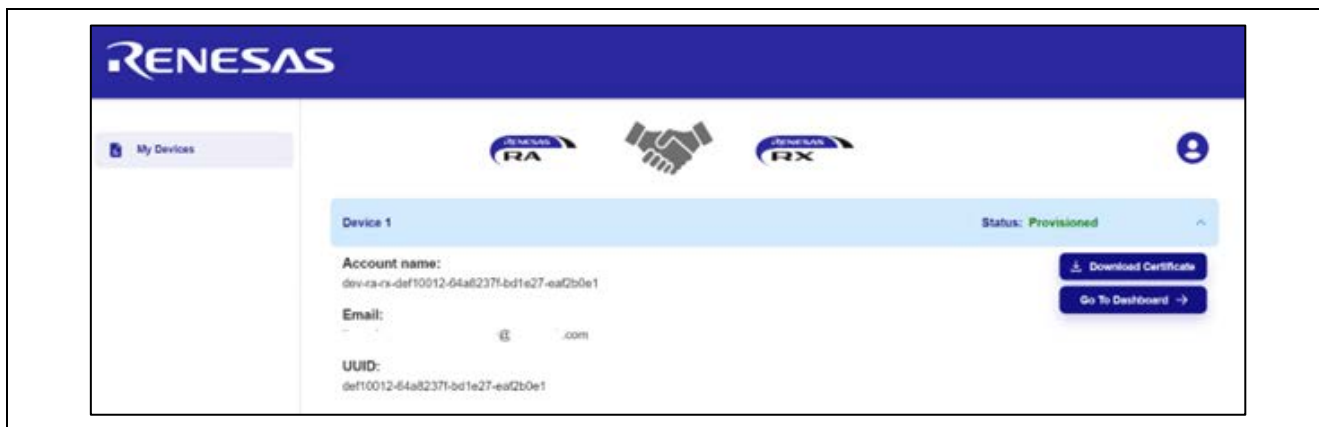 RENESAS
My Devices
RENESAS
RA
RENESAS
RX
Device 1
Status: Provisioned
Account name:
dev-ra-rx-def10012-64a8237f-bd1e27-eaf2b0e1
Email:
@ .com
UUID:
def10012-64a8237f-bd1e27-eaf2b0e1
Download Certificate
Go To Dashboard →